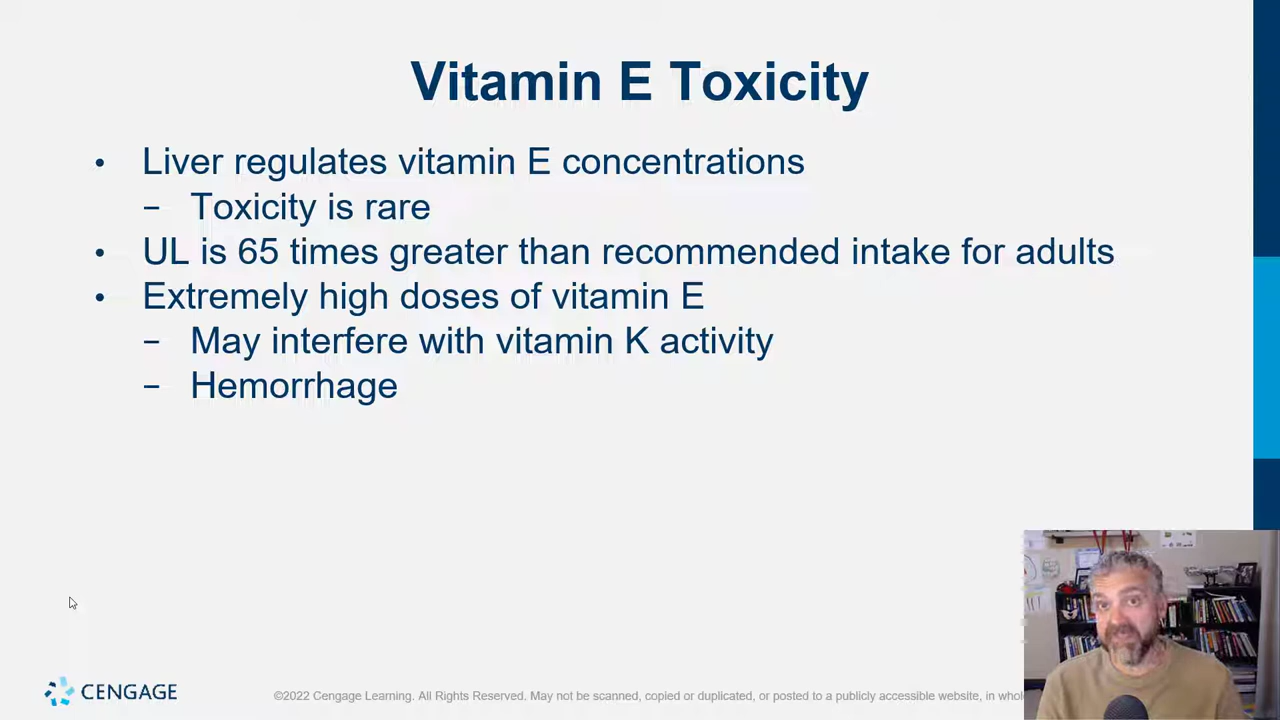 Vitamin E Toxicity
• Liver regulates vitamin E concentrations
− Toxicity is rare
• UL is 65 times greater than recommended intake for adults
• Extremely high doses of vitamin E
− May interfere with vitamin K activity
− Hemorrhage
CENGAGE
©2022 Cengage Learning. All Rights Reserved. May not be scanned, copied or duplicated, or posted to a publicly accessible website, in